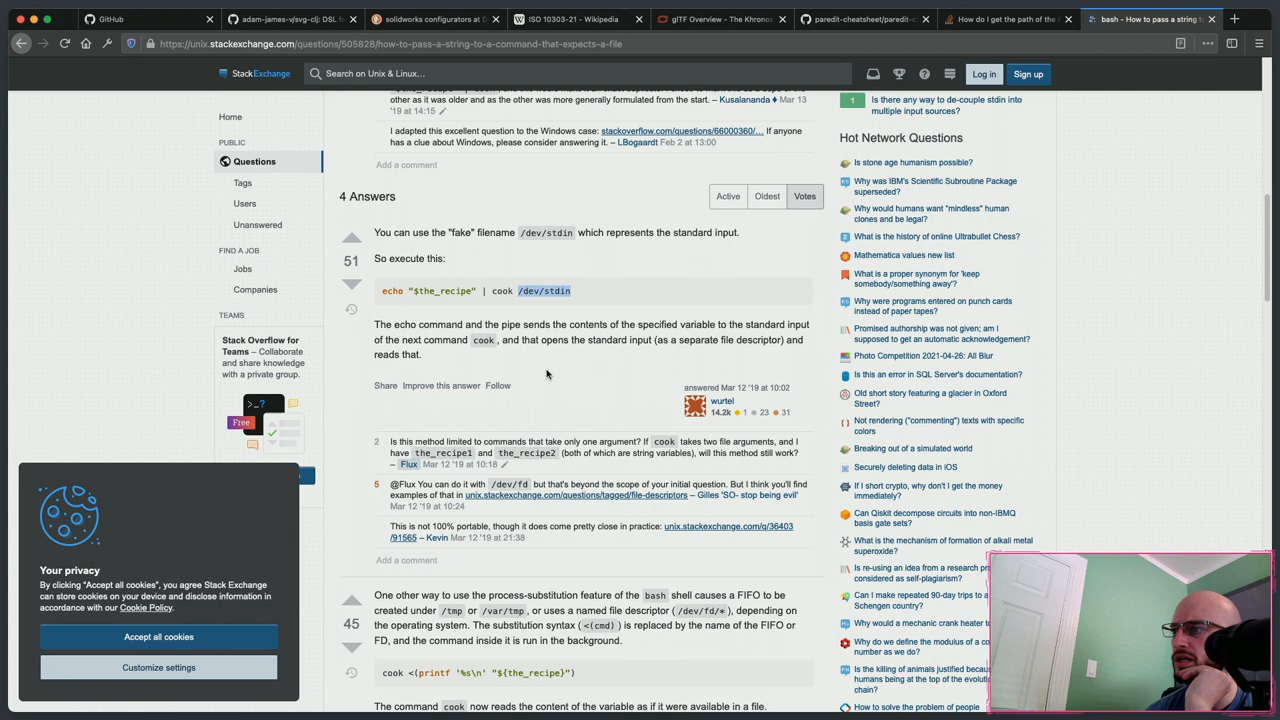 GitHub
adam-james-v/svg-clj: DSL fo
solidworks configurators at D
ISO 10303-21 - Wikipedia
glTF Overview - The Khronos
paredit-cheatsheet/paredit-c
How do I get the path of the
bash - How to pass a string t
https://unix.stackexchange.com/questions/505828/how-to-pass-a-string-to-a-command-that-expects-a-file
StackExchange
Search on Unix & Linux...
Log in
Sign up
Home
PUBLIC
Questions
Tags
Users
Unanswered
FIND A JOB
Jobs
Companies
TEAMS
Stack Overflow for
Teams – Collaborate
and share knowledge
with a private group.
>_?
Free
other as it was older and as the other was more generally formulated from the start. – Kusalananda ♦ Mar 13
'19 at 14:15
I adapted this excellent question to the Windows case: stackoverflow.com/questions/66000360/… If anyone
has a clue about Windows, please consider answering it. – LBogaardt Feb 2 at 13:00
Add a comment
4 Answers
Active
Oldest
Votes
51
You can use the "fake" filename /dev/stdin which represents the standard input.
So execute this:
echo "$the_recipe" | cook /dev/stdin
The echo command and the pipe sends the contents of the specified variable to the standard input
of the next command cook, and that opens the standard input (as a separate file descriptor) and
reads that.
Share Improve this answer Follow
answered Mar 12 '19 at 10:02
wurtel
14.2k 1 23 31
2 Is this method limited to commands that take only one argument? If cook takes two file arguments, and I
have the_recipe1 and the_recipe2 (both of which are string variables), will this method still work?
– Flux Mar 12 '19 at 10:18
5 @Flux You can do it with /dev/fd but that's beyond the scope of your initial question. But I think you'll find
examples of that in unix.stackexchange.com/questions/tagged/file-descriptors – Gilles 'SO- stop being evil'
Mar 12 '19 at 10:24
This is not 100% portable, though it does come pretty close in practice: unix.stackexchange.com/q/36403
/91565 – Kevin Mar 12 '19 at 21:38
Add a comment
45
One other way to use the process-substitution feature of the bash shell causes a FIFO to be
created under /tmp or /var/tmp, or uses a named file descriptor (/dev/fd/*), depending on
the operating system. The substitution syntax (<(cmd) is replaced by the name of the FIFO or
FD, and the command inside it is run in the background.
cook <(printf '%s\n' "${the_recipe}")
The command cook now reads the content of the variable as if it were available in a file.
1 Is there any way to de-couple stdin into
multiple input sources?
Hot Network Questions
Is stone age humanism possible?
Why was IBM's Scientific Subroutine Package
superseded?
Why would humans want "mindless" human
clones and be legal?
What is the history of online Ultrabullet Chess?
Mathematica values new list
What is a proper synonym for 'keep
somebody/something away'?
Why were programs entered on punch cards
instead of paper tapes?
Promised authorship was not given; am I
supposed to get an automatic acknowledgement?
Photo Competition 2021-04-26: All Blur
Is this an error in SQL Server's documentation?
Old short story featuring a glacier in Oxford
Street?
Not rendering ("commenting") texts with specific
colors
Breaking out of a simulated world
Securely deleting data in iOS
If I short crypto, why don't I get the money
immediately?
Can Qiskit decompose circuits into non-IBMQ
basis gate sets?
What is the mechanism of formation of alkali metal
superoxide?
Is re-using an idea from a research pr
considered as self-plagiarism?
Can I make repeated 90-day trips to a
Schengen country?
Why would a mechanic crank heater to
Why do we define the modulus of a co
number as we do?
Is the killing of animals justified becau
humans being at the top of the evolutio
chain?
How to solve the problem of people
Your privacy
By clicking "Accept all cookies", you agree Stack Exchange
can store cookies on your device and disclose information in
accordance with our Cookie Policy.
Accept all cookies
Customize settings